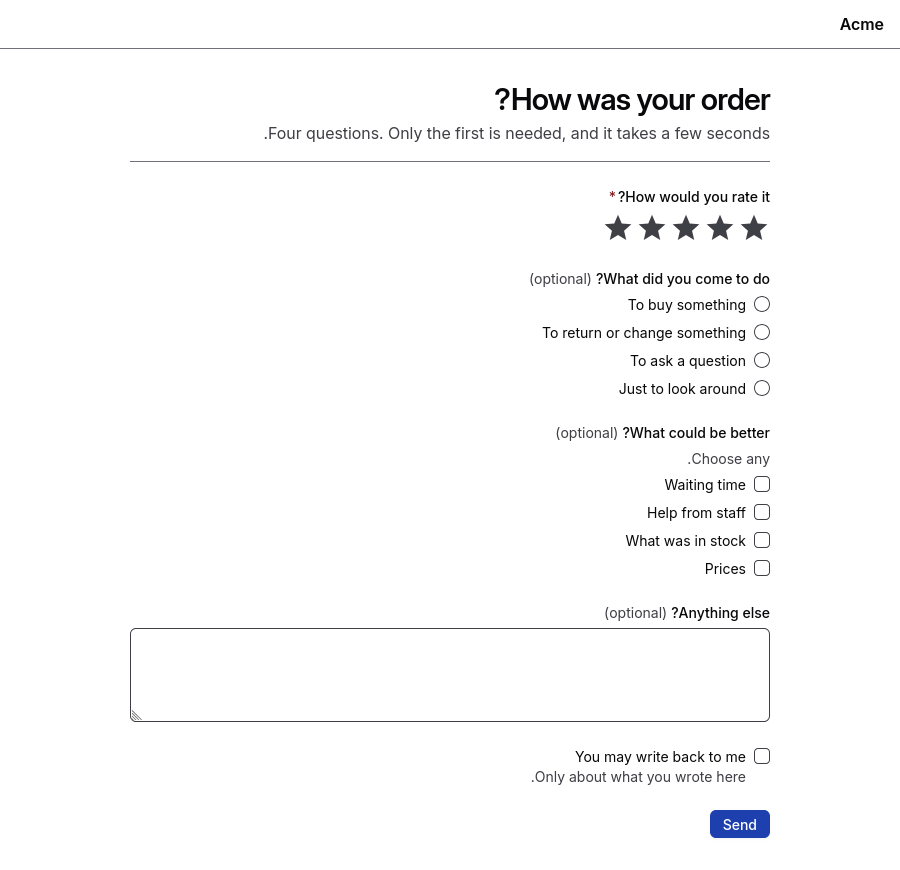 Acme
How was your order?
Four questions. Only the first is needed, and it takes a few seconds.
How would you rate it? *
What did you come to do? (optional)
To buy something
To return or change something
To ask a question
Just to look around
What could be better? (optional)
Choose any.
Waiting time
Help from staff
What was in stock
Prices
Anything else? (optional)
You may write back to me
Only about what you wrote here.
Send